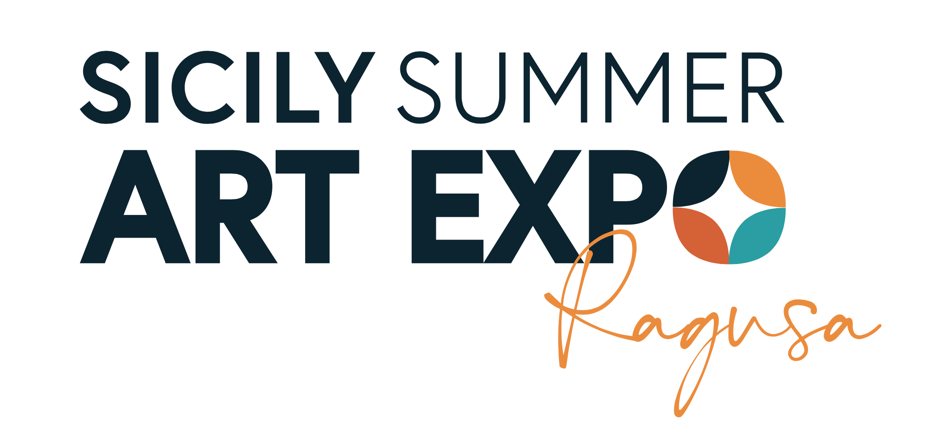 SICILY SUMMER
ART EXPO
Ragusa